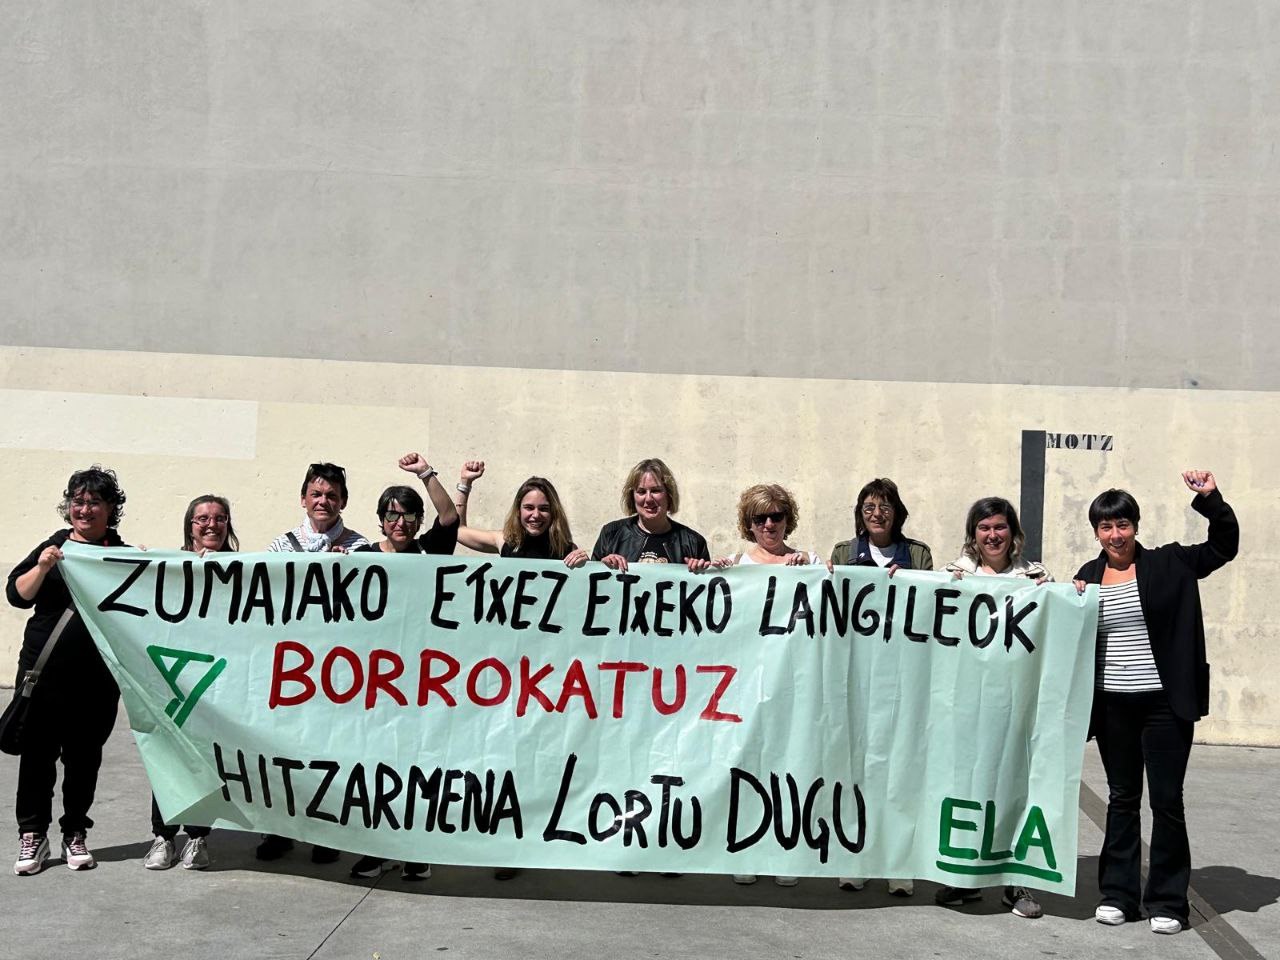 MOTZ
ZUMAIAKO ETXEZ ETXEKO LANGILEOK
BORROKATUZ
HITZARMENA LORTU DUGU
ELA